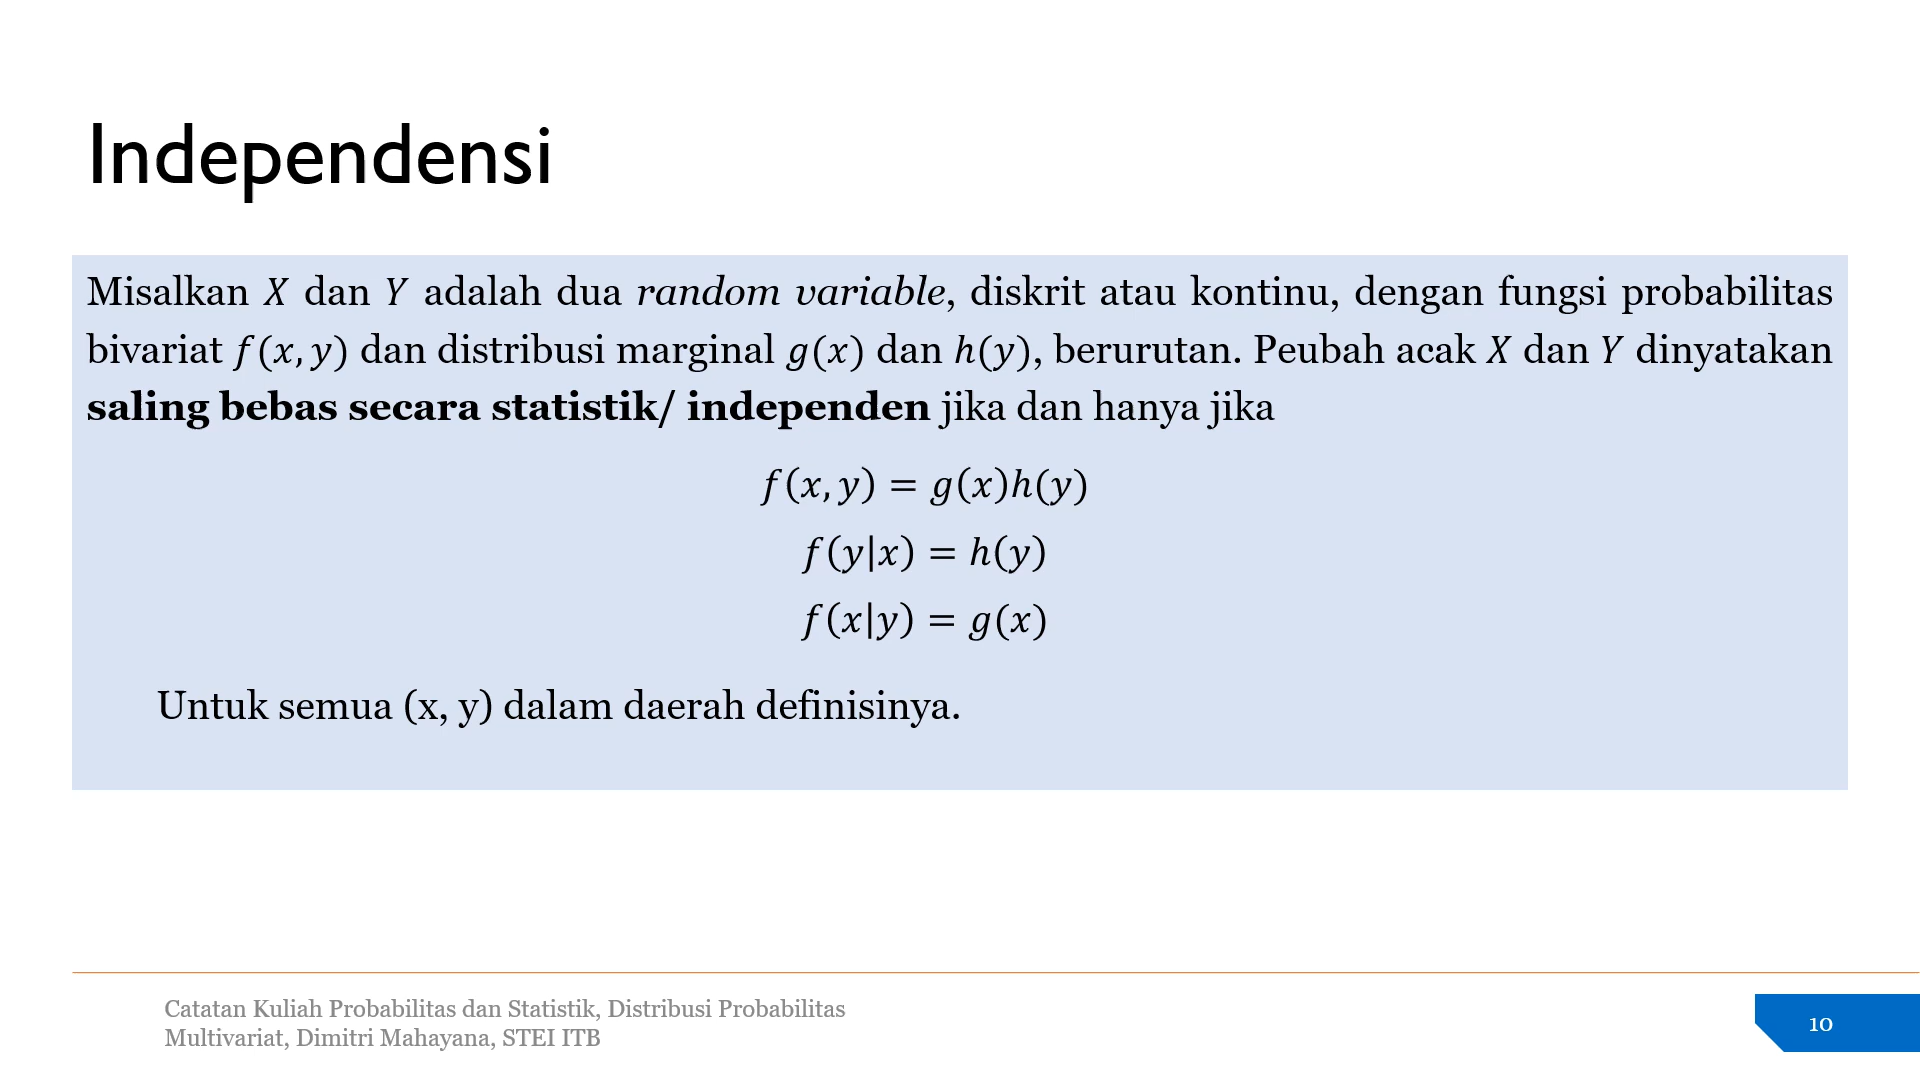 Independensi
Misalkan X dan Y adalah dua random variable, diskrit atau kontinu, dengan fungsi probabilitas
bivariat f(x, y) dan distribusi marginal g(x) dan h(y), berurutan. Peubah acak X dan Y dinyatakan
saling bebas secara statistik/ independen jika dan hanya jika
f(x, y) = g(x)h(y)
f(y|x) = h(y)
f(x|y) = g(x)
Untuk semua (x, y) dalam daerah definisinya.
Catatan Kuliah Probabilitas dan Statistik, Distribusi Probabilitas
Multivariat, Dimitri Mahayana, STEI ITB
10